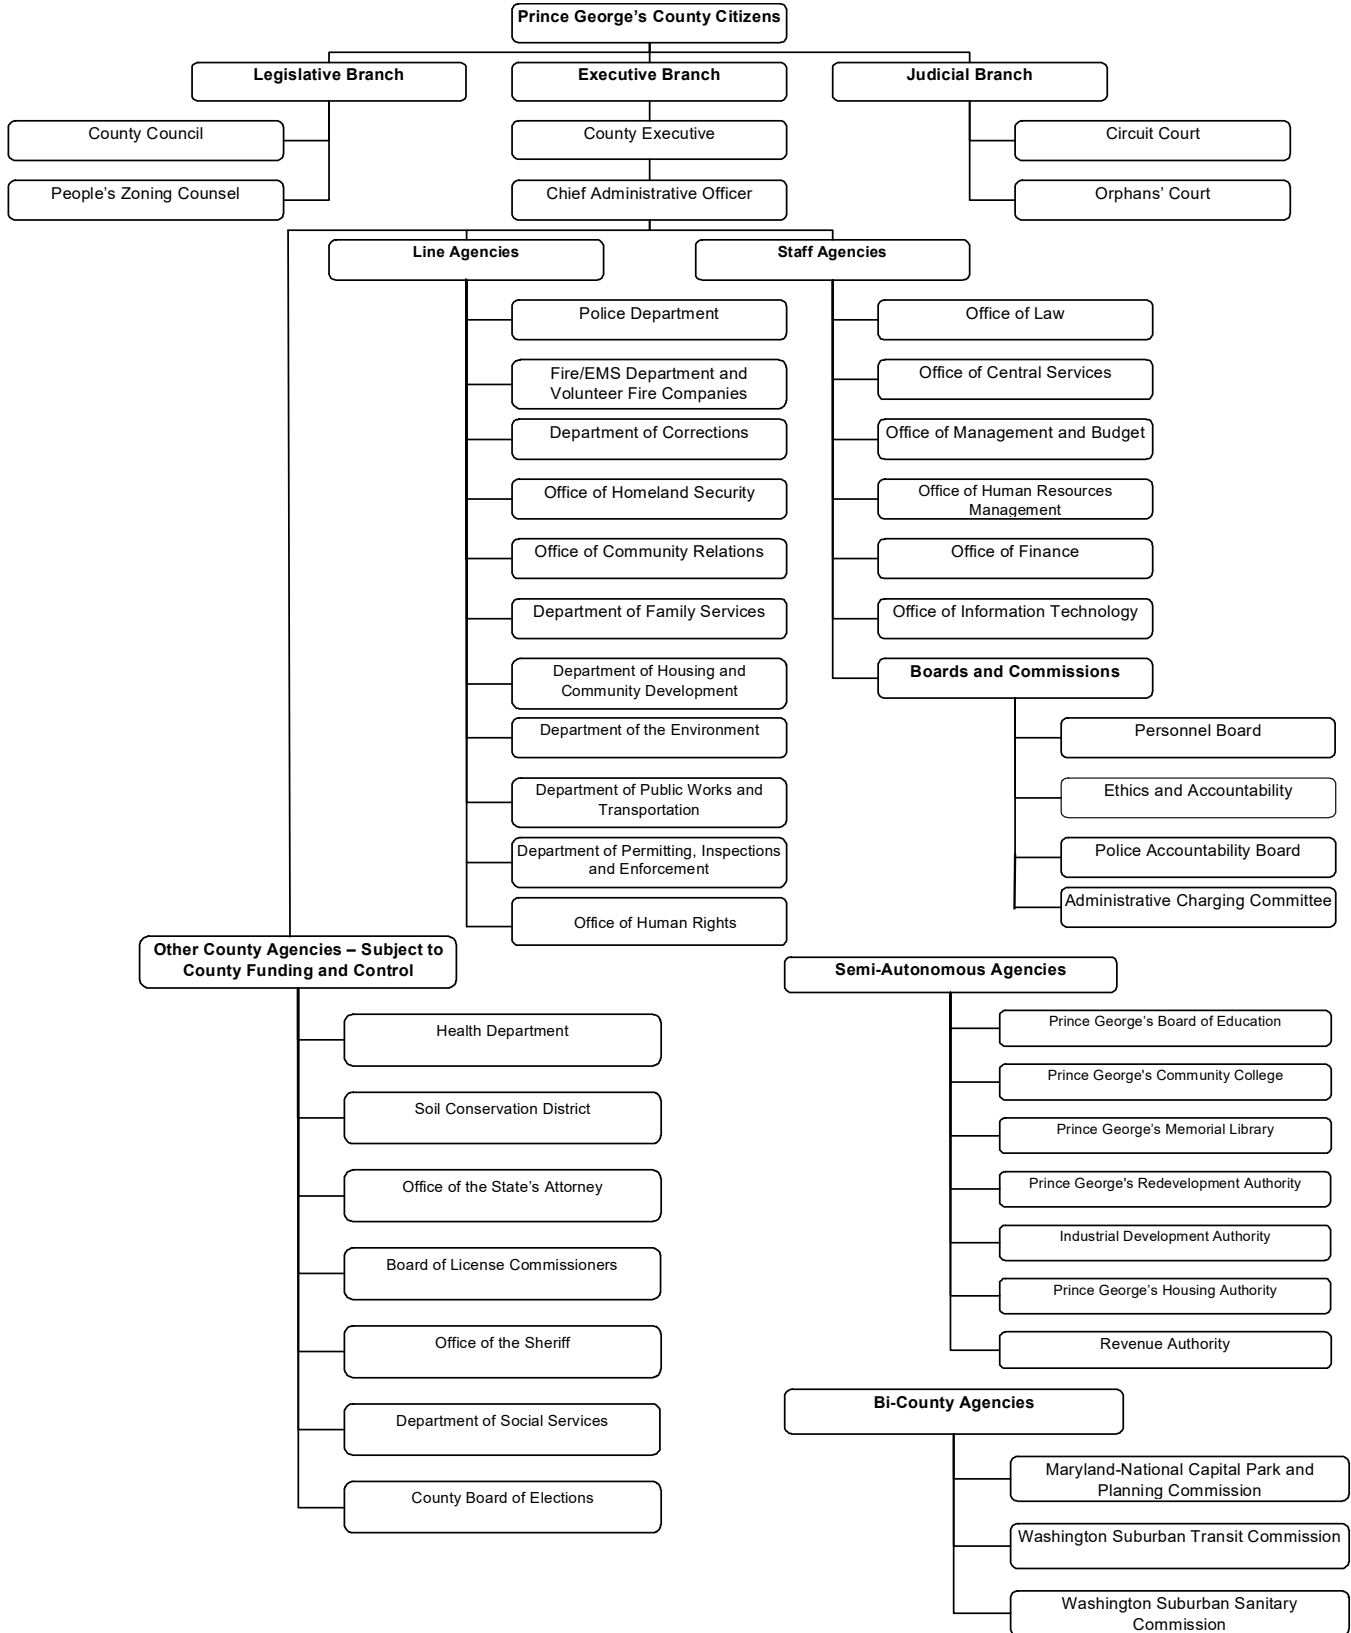 Prince George’s County Citizens
Legislative Branch
Executive Branch
Judicial Branch
County Council
County Executive
Circuit Court
People’s Zoning Counsel
Chief Administrative Officer
Orphans’ Court
Line Agencies
Staff Agencies
Police Department
Fire/EMS Department and
Volunteer Fire Companies
Department of Corrections
Office of Homeland Security
Office of Community Relations
Department of Family Services
Department of Housing and
Community Development
Department of the Environment
Department of Public Works and
Transportation
Department of Permitting, Inspections
and Enforcement
Office of Human Rights
Office of Law
Office of Central Services
Office of Management and Budget
Office of Human Resources
Management
Office of Finance
Office of Information Technology
Boards and Commissions
Personnel Board
Ethics and Accountability
Police Accountability Board
Administrative Charging Committee
Other County Agencies – Subject to
County Funding and Control
Health Department
Soil Conservation District
Office of the State’s Attorney
Board of License Commissioners
Office of the Sheriff
Department of Social Services
County Board of Elections
Semi-Autonomous Agencies
Prince George’s Board of Education
Prince George's Community College
Prince George’s Memorial Library
Prince George's Redevelopment Authority
Industrial Development Authority
Prince George’s Housing Authority
Revenue Authority
Bi-County Agencies
Maryland-National Capital Park and
Planning Commission
Washington Suburban Transit Commission
Washington Suburban Sanitary
Commission